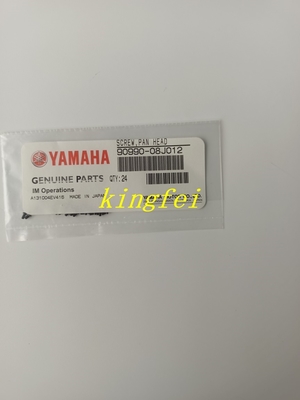 SCREW, PAN HEAD
YAMAHA 90990-08J012
GENUINE PARTS QTY:24
IM Operations
MADE IN JAPAN
kingfei